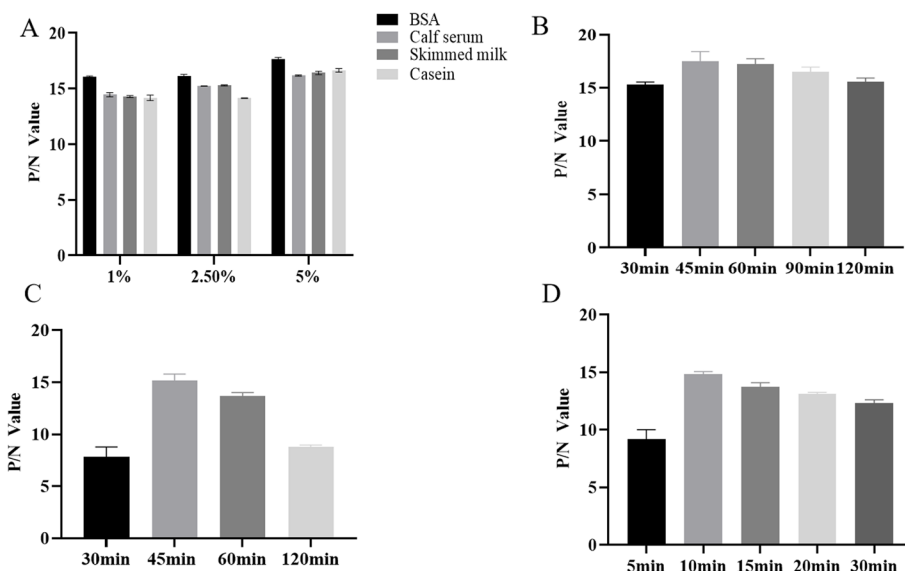 A
BSA
Calf serum
Skimmed milk
Casein
P/N Value
20
15
10
5
0
1% 2.50% 5%
B
P/N Value
20
15
10
5
0
30min 45min 60min 90min 120min
C
P/N Value
20
15
10
5
0
30min 45min 60min 120min
D
P/N Value
20
15
10
5
0
5min 10min 15min 20min 30min